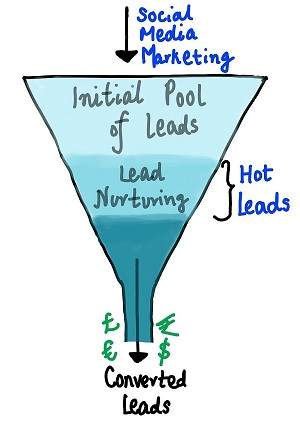 Social
Media
Marketing
Initial Pool
of Leads
Lead
Nurturing
Hot
Leads
£ ₹
€ $
Converted
Leads